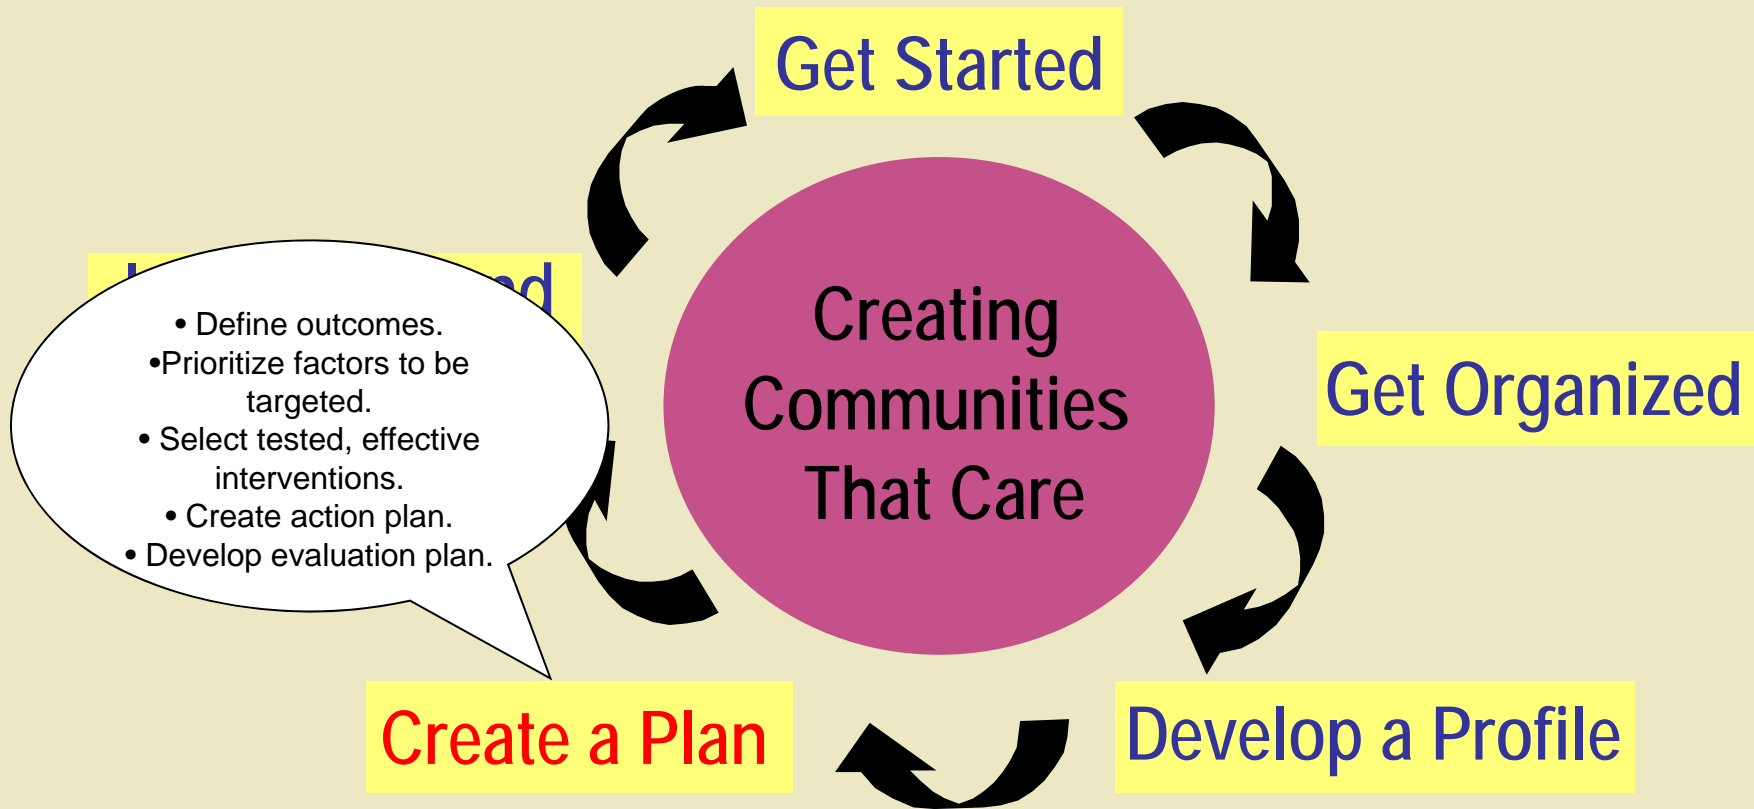 Get Started
Creating
Communities
That Care
Get Organized
Develop a Profile
Create a Plan
• Define outcomes.
•Prioritize factors to be
targeted.
• Select tested, effective
interventions.
• Create action plan.
• Develop evaluation plan.